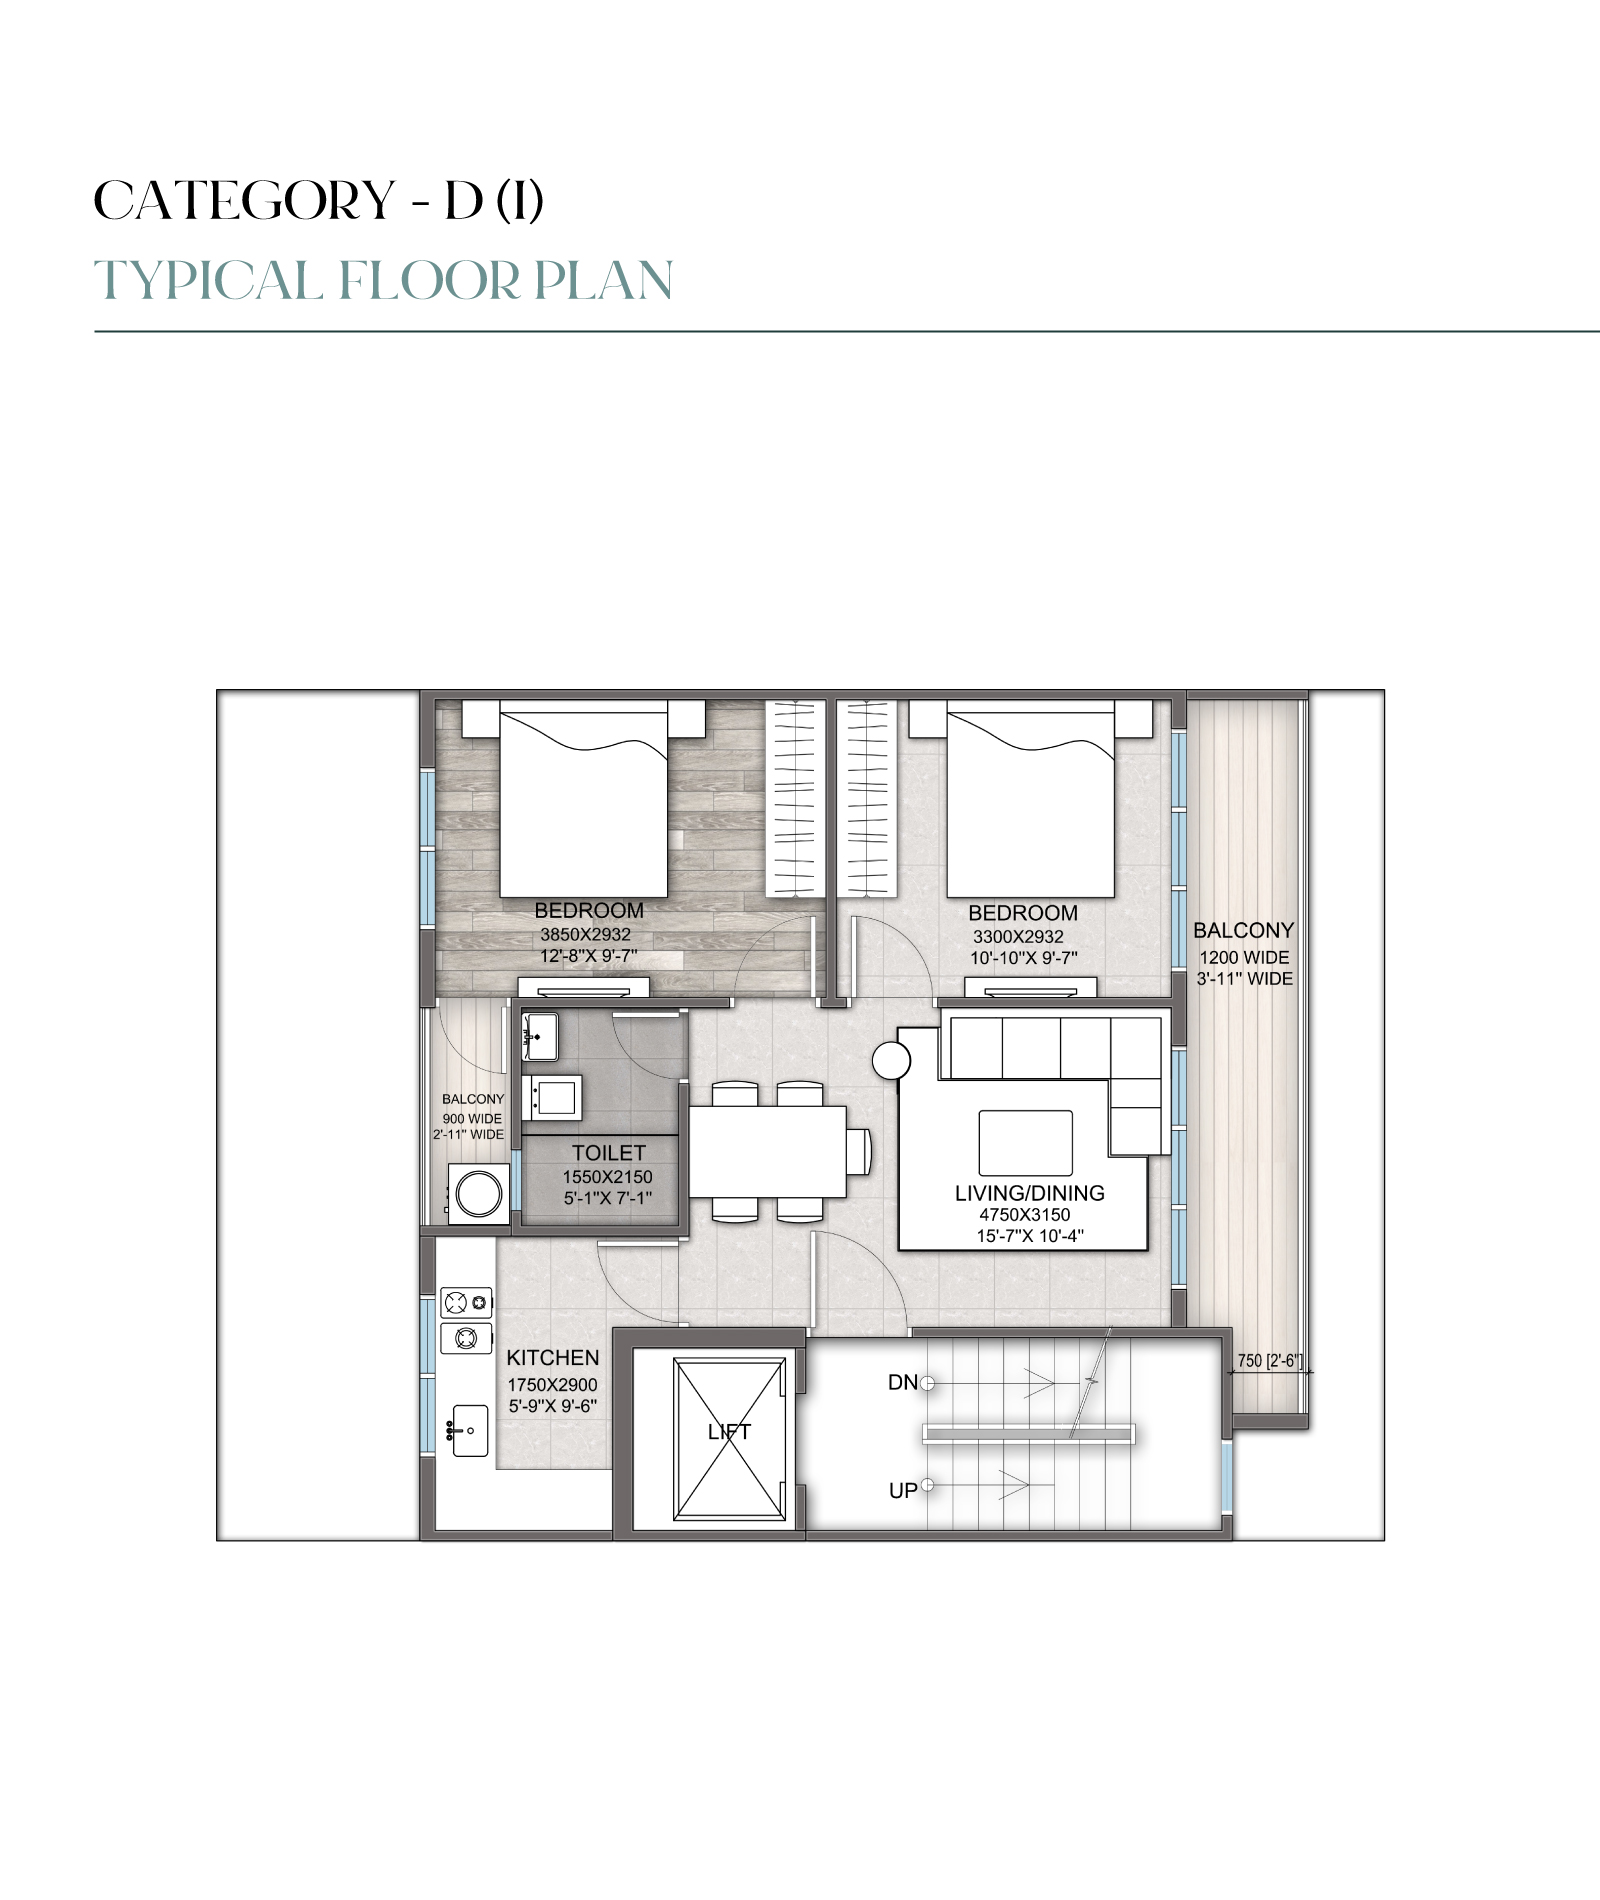 CATEGORY - D (I)
TYPICAL FLOOR PLAN
BEDROOM
3850X2932
12'-8"X 9'-7"
BEDROOM
3300X2932
10'-10"X 9'-7"
BALCONY
1200 WIDE
3'-11" WIDE
BALCONY
900 WIDE
2'-11" WIDE
TOILET
1550X2150
5'-1"X 7'-1"
LIVING/DINING
4750X3150
15'-7"X 10'-4"
KITCHEN
1750X2900
5'-9"X 9'-6"
LIFT
DN
UP
750 [2'-6"]